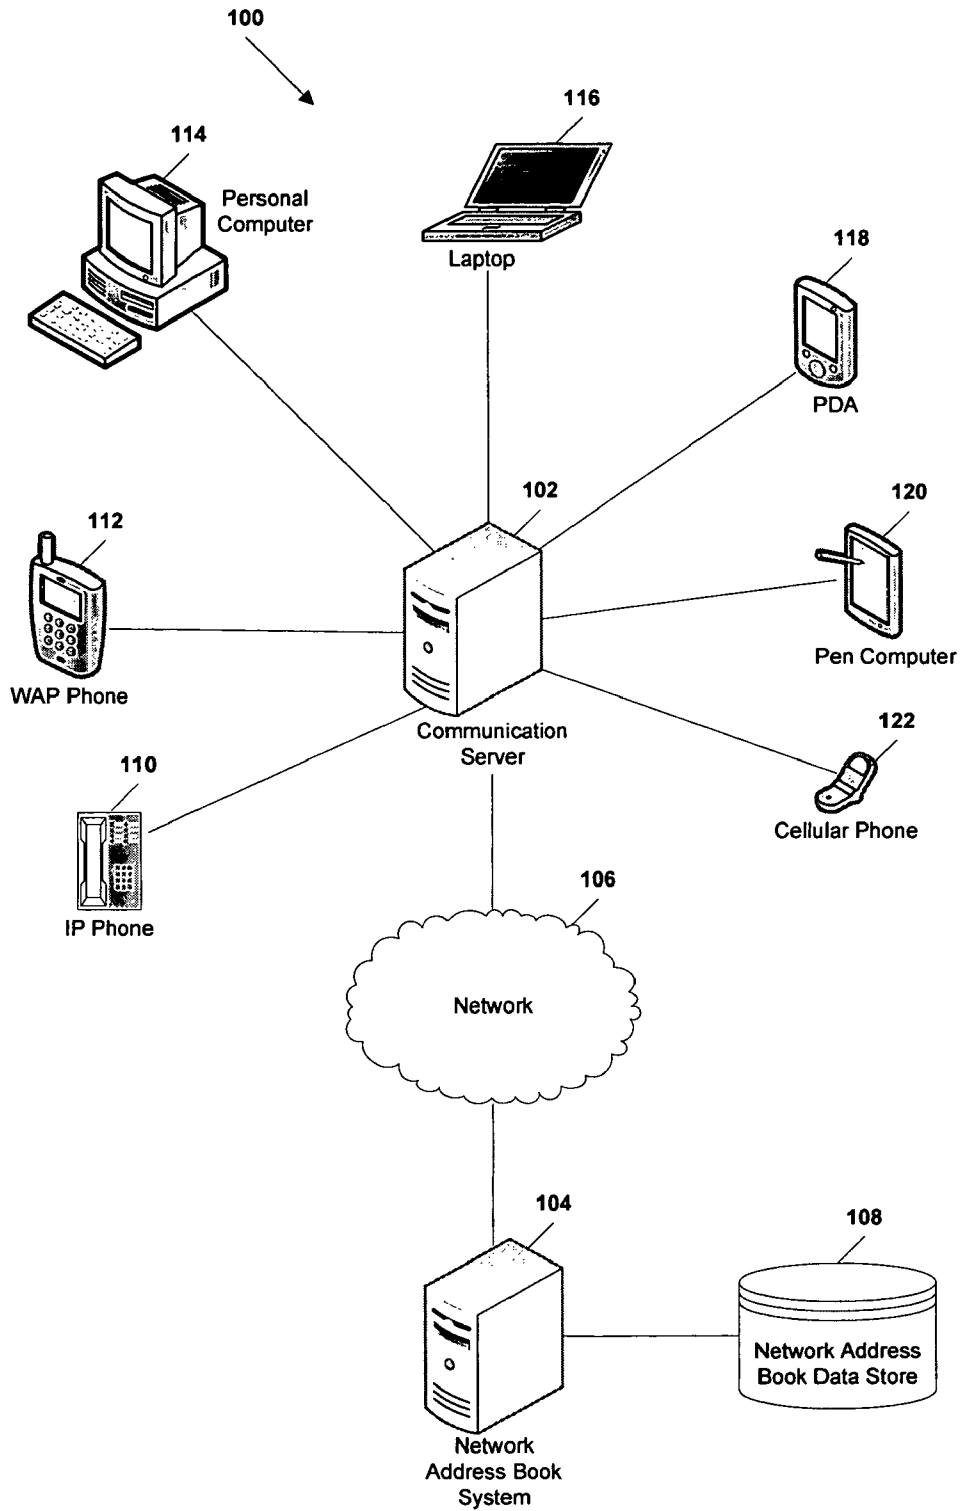 100
116
114
Personal
Computer
118
Laptop
PDA
102
120
112
Pen Computer
WAP Phone
Communication
Server
122
110
Cellular Phone
106
IP Phone
Network
104
108
Network Address
Book Data Store
Network
Address Book
System